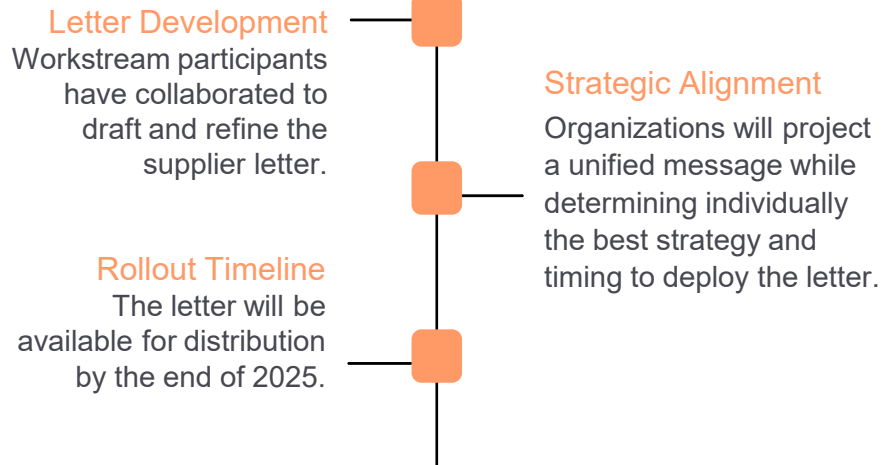 Letter Development
Workstream participants
have collaborated to
draft and refine the
supplier letter.
Strategic Alignment
Organizations will project
a unified message while
determining individually
the best strategy and
timing to deploy the letter.
Rollout Timeline
The letter will be
available for distribution
by the end of 2025.